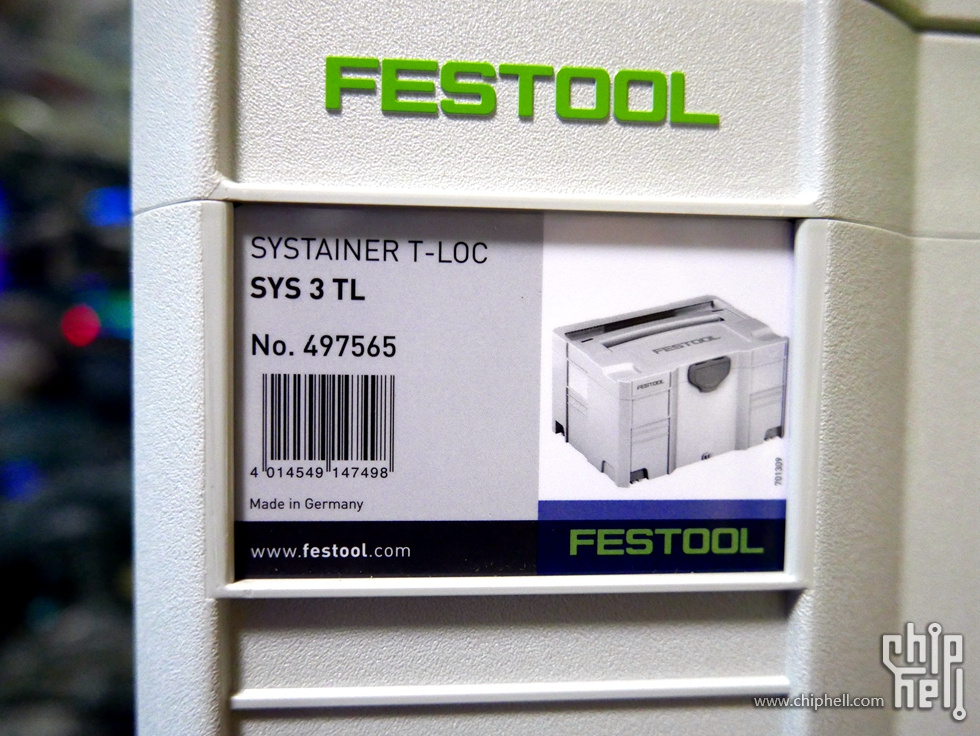 FESTOOL
SYSTAINER T-LOC
SYS 3 TL
No. 497565
4 014549 147498
Made in Germany
www.festool.com
FESTOOL
FESTOOL
701309
FESTOOL
www.chiphell.com
chip
hell